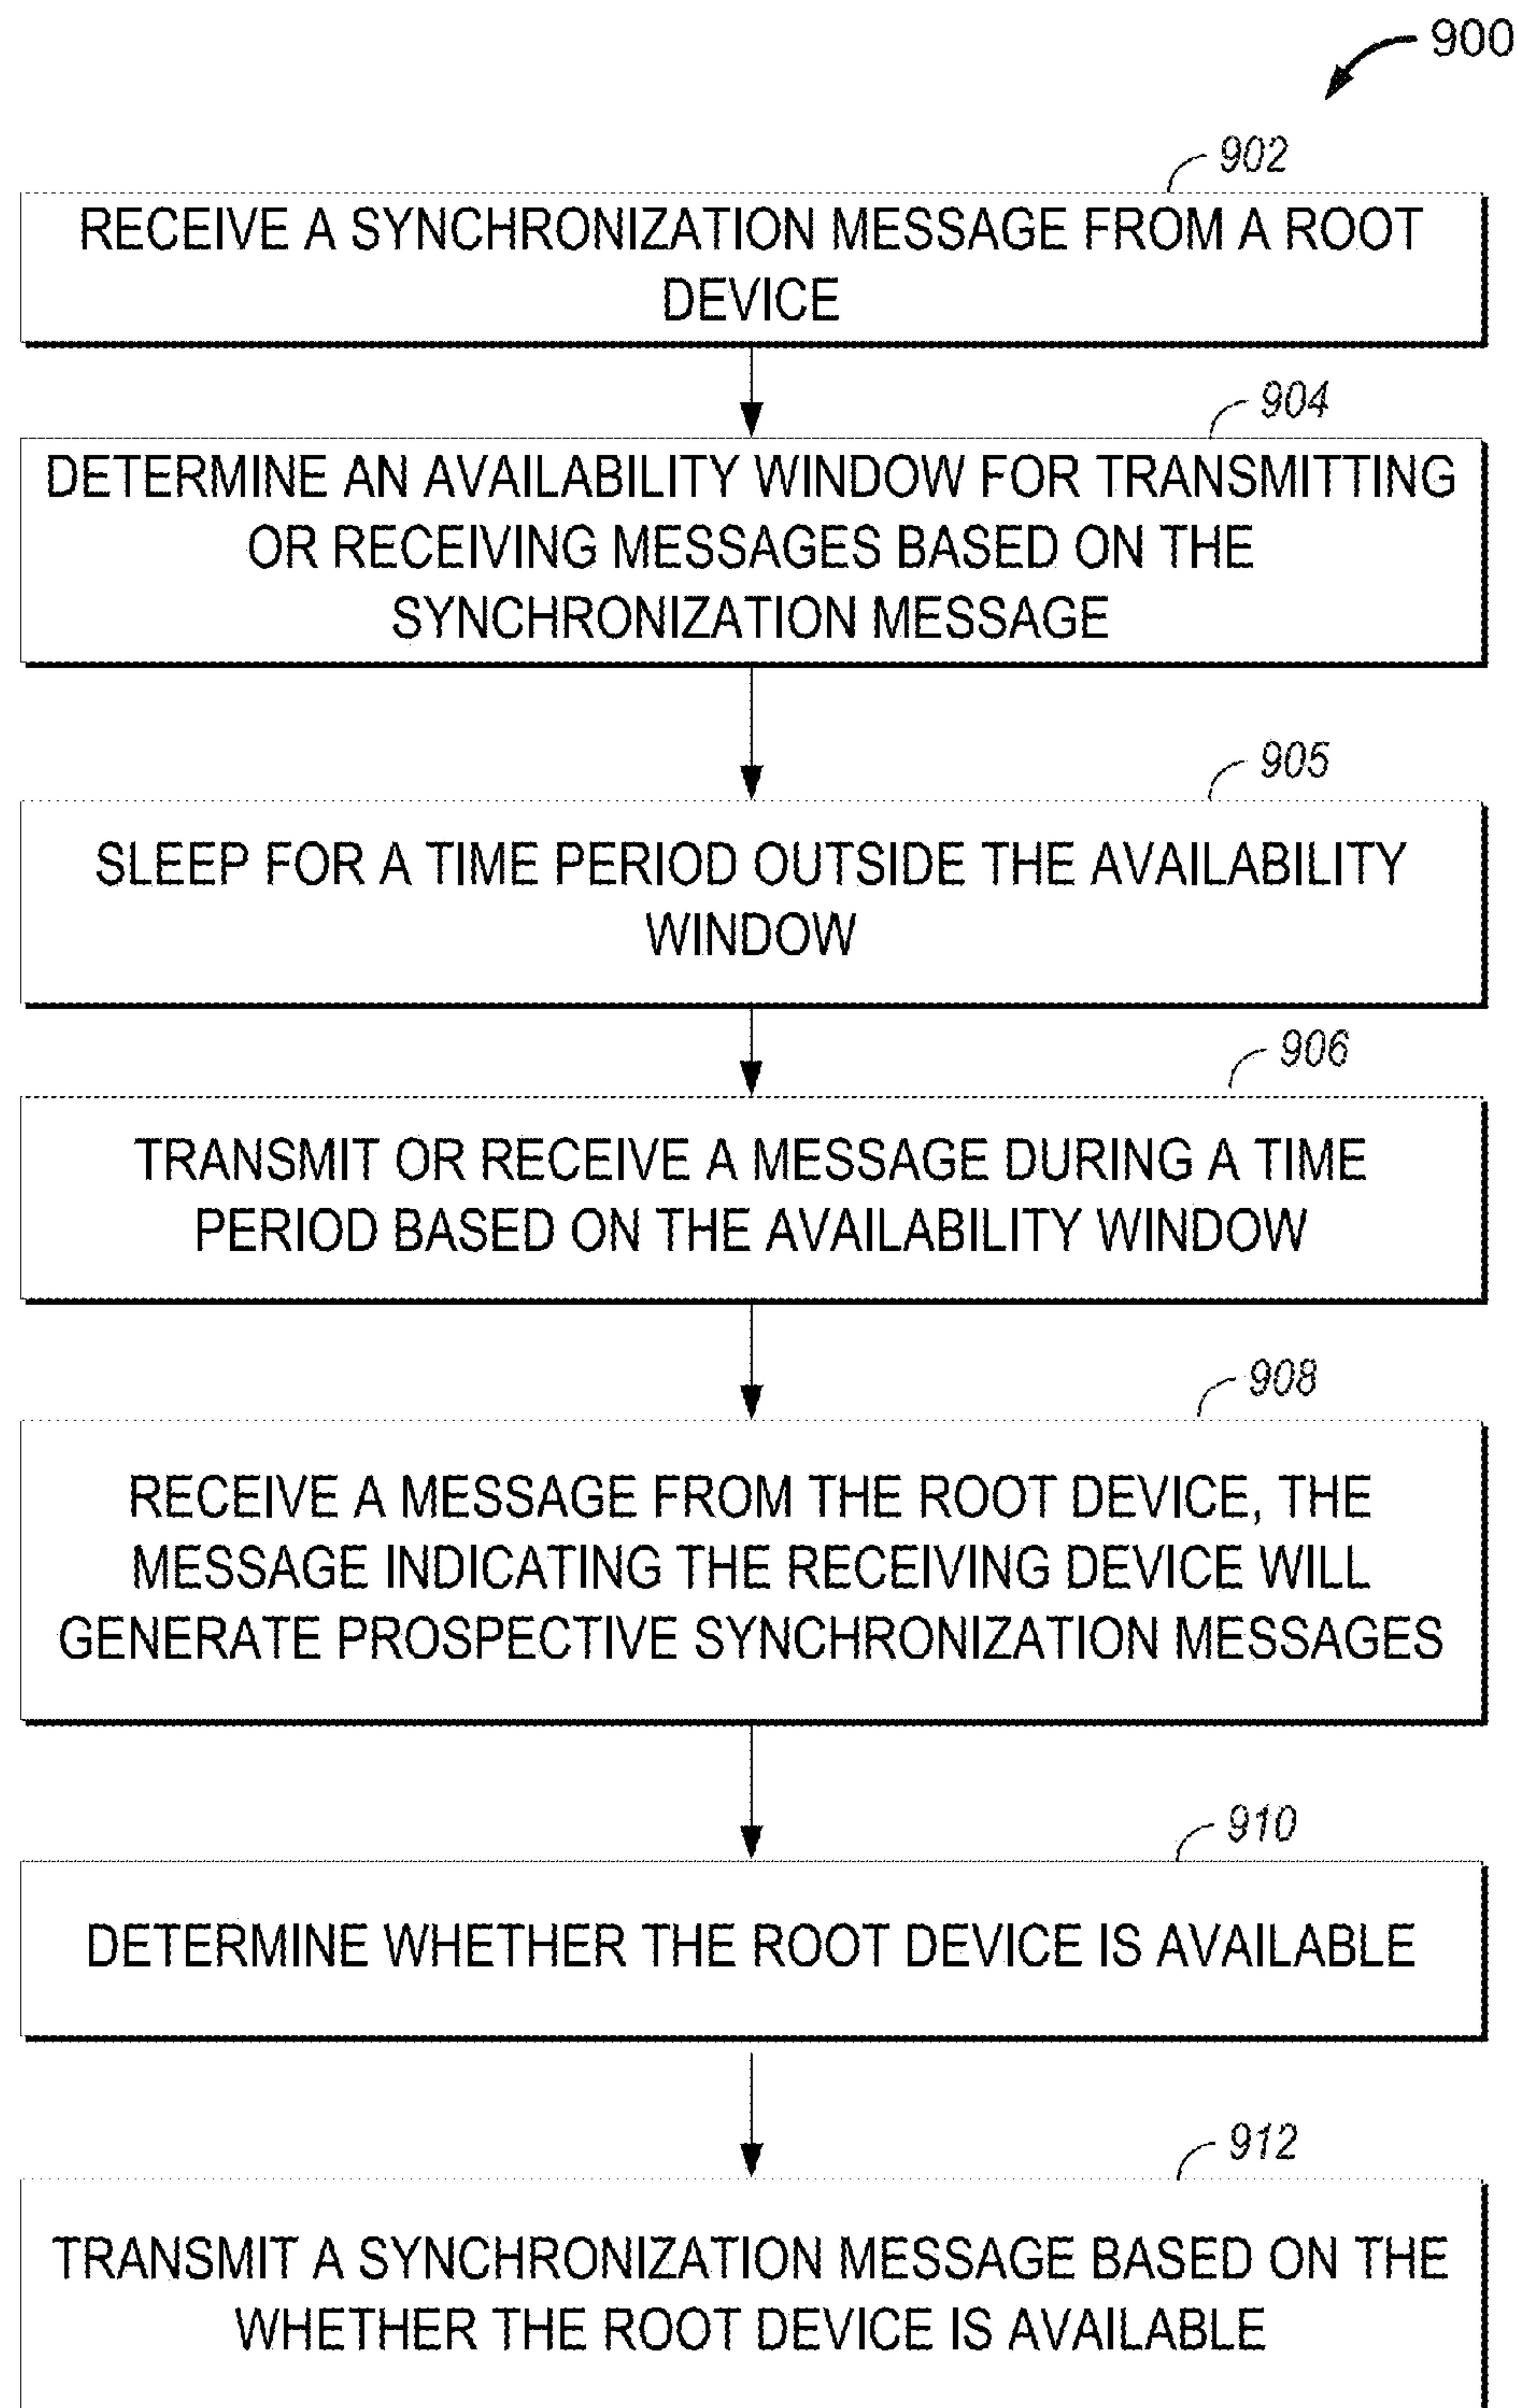 900
902
RECEIVE A SYNCHRONIZATION MESSAGE FROM A ROOT
DEVICE
904
DETERMINE AN AVAILABILITY WINDOW FOR TRANSMITTING
OR RECEIVING MESSAGES BASED ON THE
SYNCHRONIZATION MESSAGE
905
SLEEP FOR A TIME PERIOD OUTSIDE THE AVAILABILITY
WINDOW
906
TRANSMIT OR RECEIVE A MESSAGE DURING A TIME
PERIOD BASED ON THE AVAILABILITY WINDOW
908
RECEIVE A MESSAGE FROM THE ROOT DEVICE, THE
MESSAGE INDICATING THE RECEIVING DEVICE WILL
GENERATE PROSPECTIVE SYNCHRONIZATION MESSAGES
910
DETERMINE WHETHER THE ROOT DEVICE IS AVAILABLE
912
TRANSMIT A SYNCHRONIZATION MESSAGE BASED ON THE
WHETHER THE ROOT DEVICE IS AVAILABLE